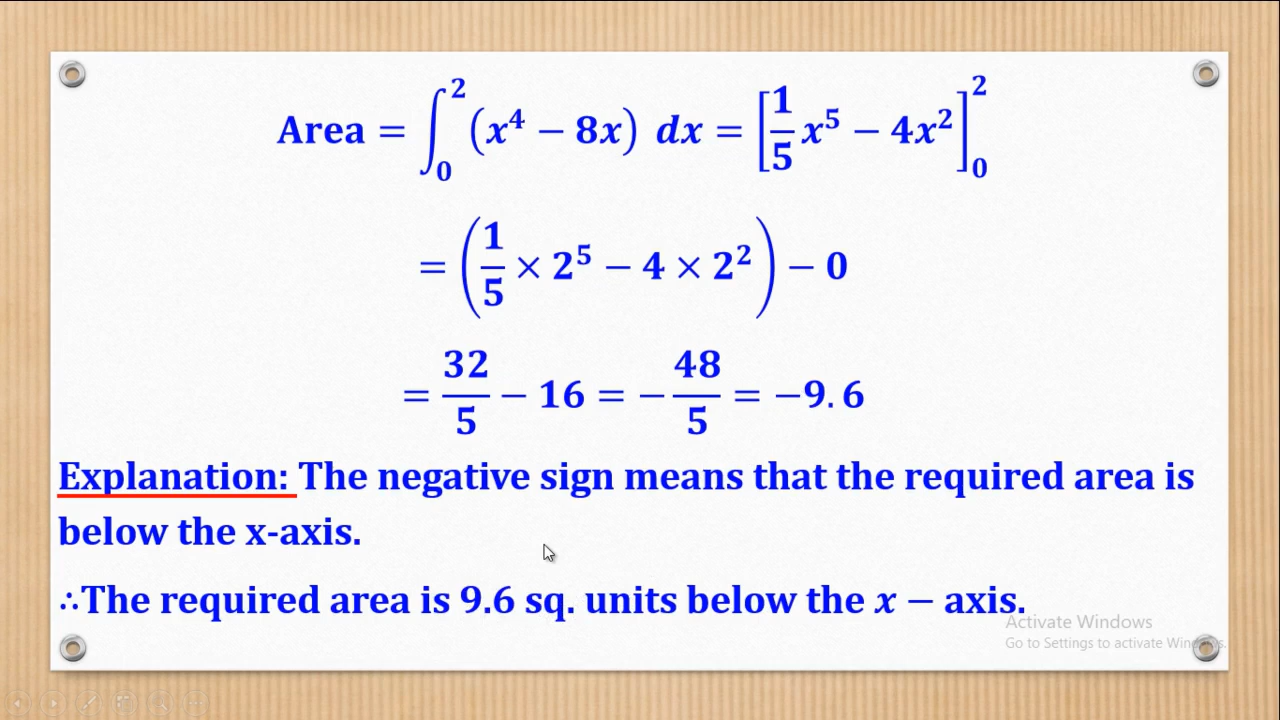 Area = ∫₀² (x⁴ − 8x) dx = [1/5 x⁵ − 4x²]₀²
= (1/5 × 2⁵ − 4 × 2²) − 0
= 32/5 − 16 = −48/5 = −9.6
Explanation: The negative sign means that the required area is
below the x-axis.
∴The required area is 9.6 sq. units below the x − axis.
Activate Windows
Go to Settings to activate Windows.